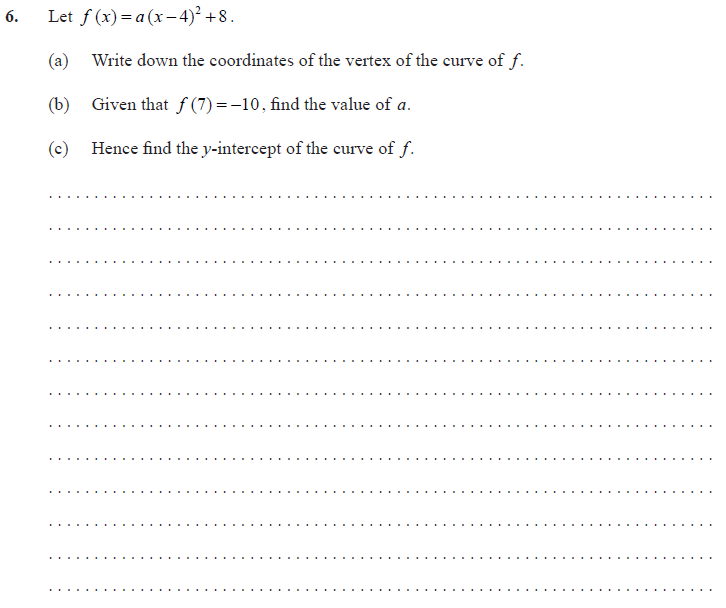 6. Let f(x) = a(x − 4)² + 8.
(a) Write down the coordinates of the vertex of the curve of f.
(b) Given that f(7) = −10, find the value of a.
(c) Hence find the y-intercept of the curve of f.